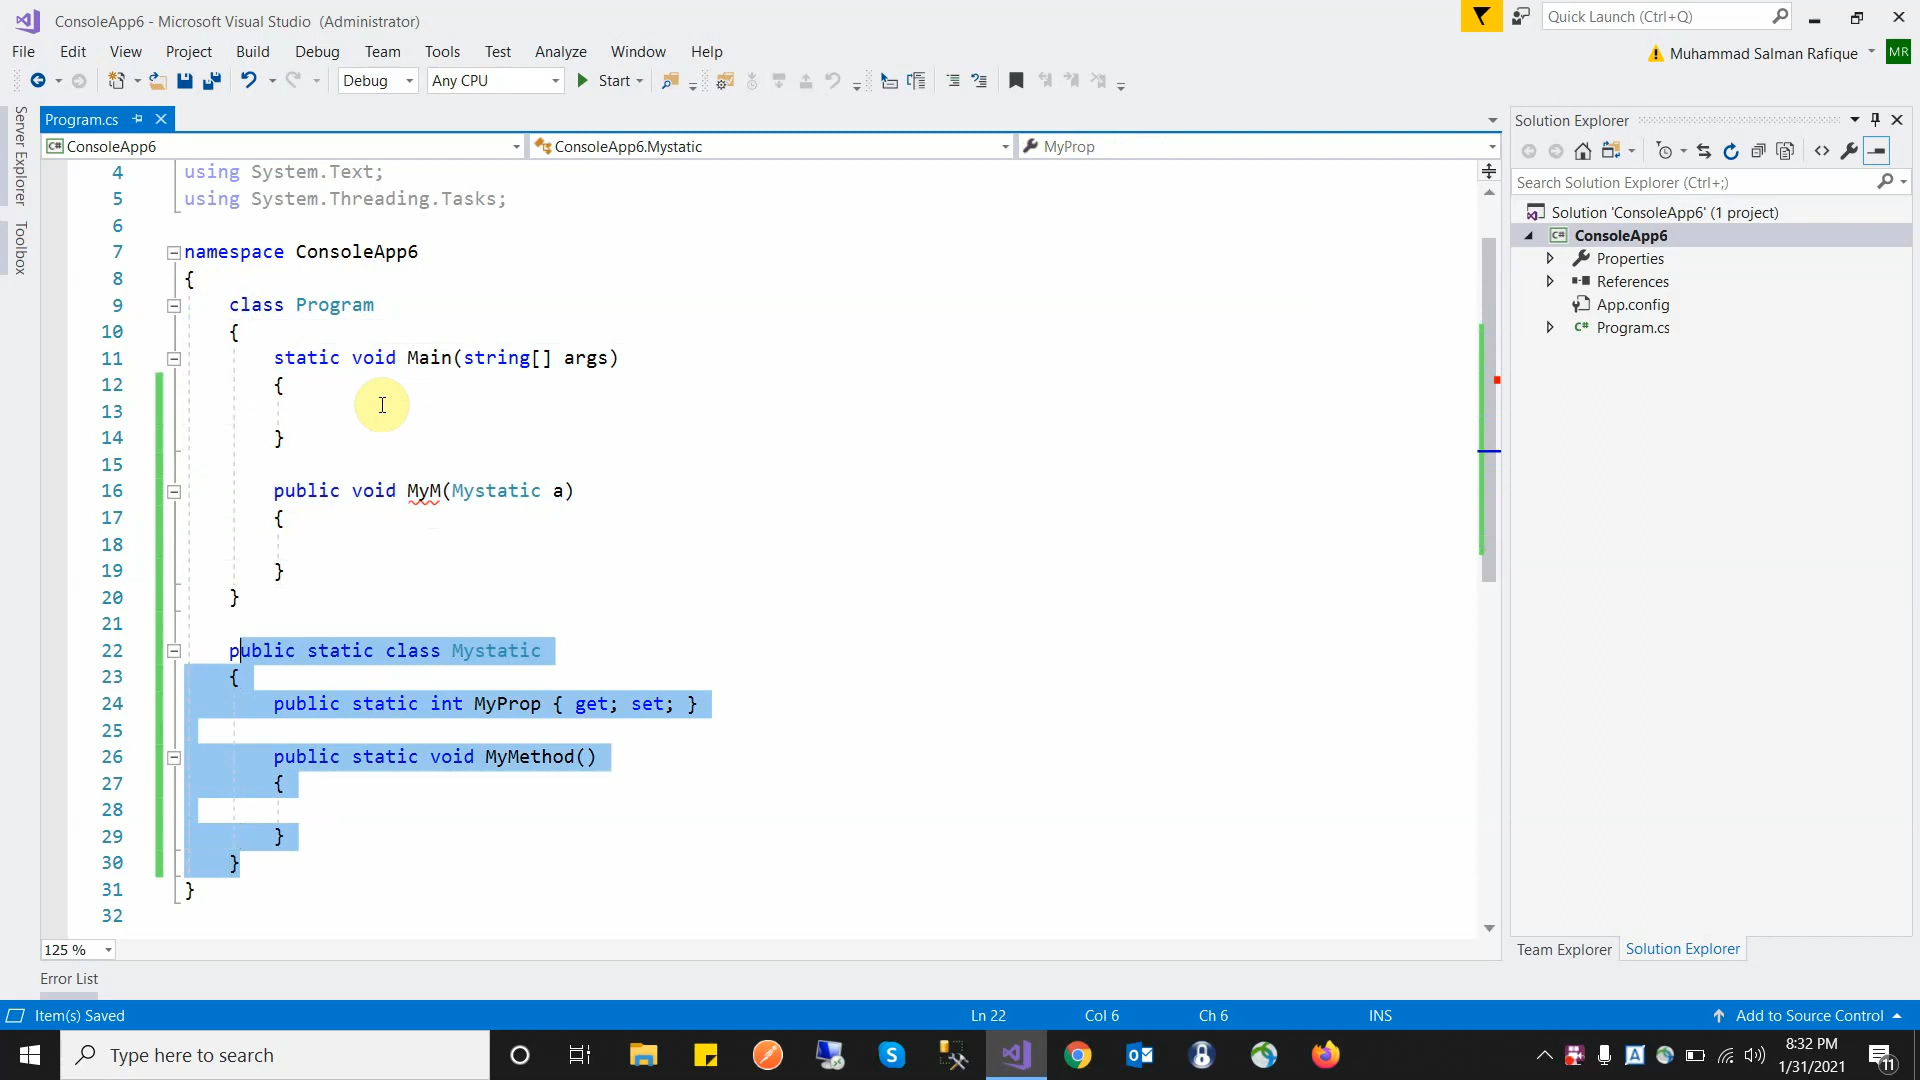 ConsoleApp6 - Microsoft Visual Studio (Administrator)
Quick Launch (Ctrl+Q)
File Edit View Project Build Debug Team Tools Test Analyze Window Help
Muhammad Salman Rafique MR
Debug Any CPU Start
Server Explorer
Toolbox
Program.cs
ConsoleApp6 ConsoleApp6.Mystatic MyProp
4 using System.Text;
5 using System.Threading.Tasks;
6
7 namespace ConsoleApp6
8 {
9 class Program
10 {
11 static void Main(string[] args)
12 {
13
14 }
15
16 public void MyM(Mystatic a)
17 {
18
19 }
20 }
21
22 public static class Mystatic
23 {
24 public static int MyProp { get; set; }
25
26 public static void MyMethod()
27 {
28
29 }
30 }
31 }
32
125 %
Error List
Solution Explorer
Search Solution Explorer (Ctrl+;)
Solution 'ConsoleApp6' (1 project)
C# ConsoleApp6
Properties
References
App.config
C# Program.cs
Team Explorer Solution Explorer
Item(s) Saved Ln 22 Col 6 Ch 6 INS Add to Source Control
Type here to search
8:32 PM
1/31/2021
11